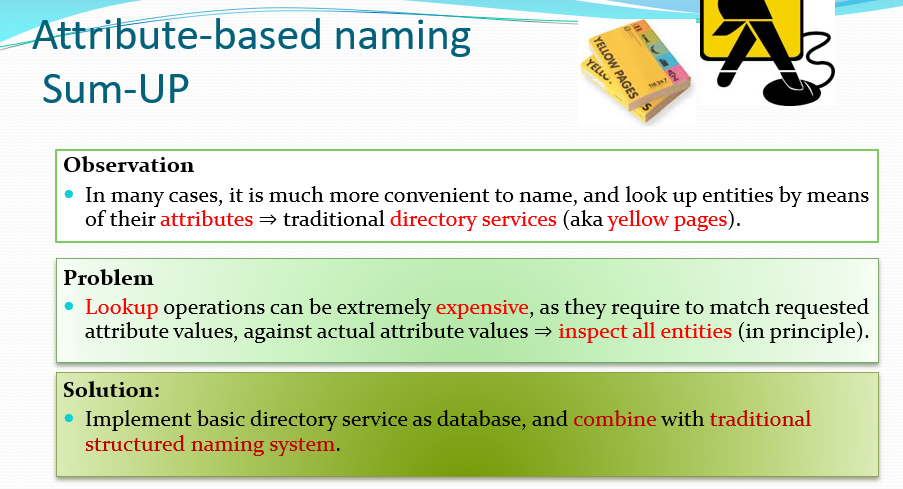 Attribute-based naming
Sum-UP
YELLOW PAGES
YELL
S
Observation
• In many cases, it is much more convenient to name, and look up entities by means
of their attributes ⇒ traditional directory services (aka yellow pages).
Problem
• Lookup operations can be extremely expensive, as they require to match requested
attribute values, against actual attribute values ⇒ inspect all entities (in principle).
Solution:
• Implement basic directory service as database, and combine with traditional
structured naming system.